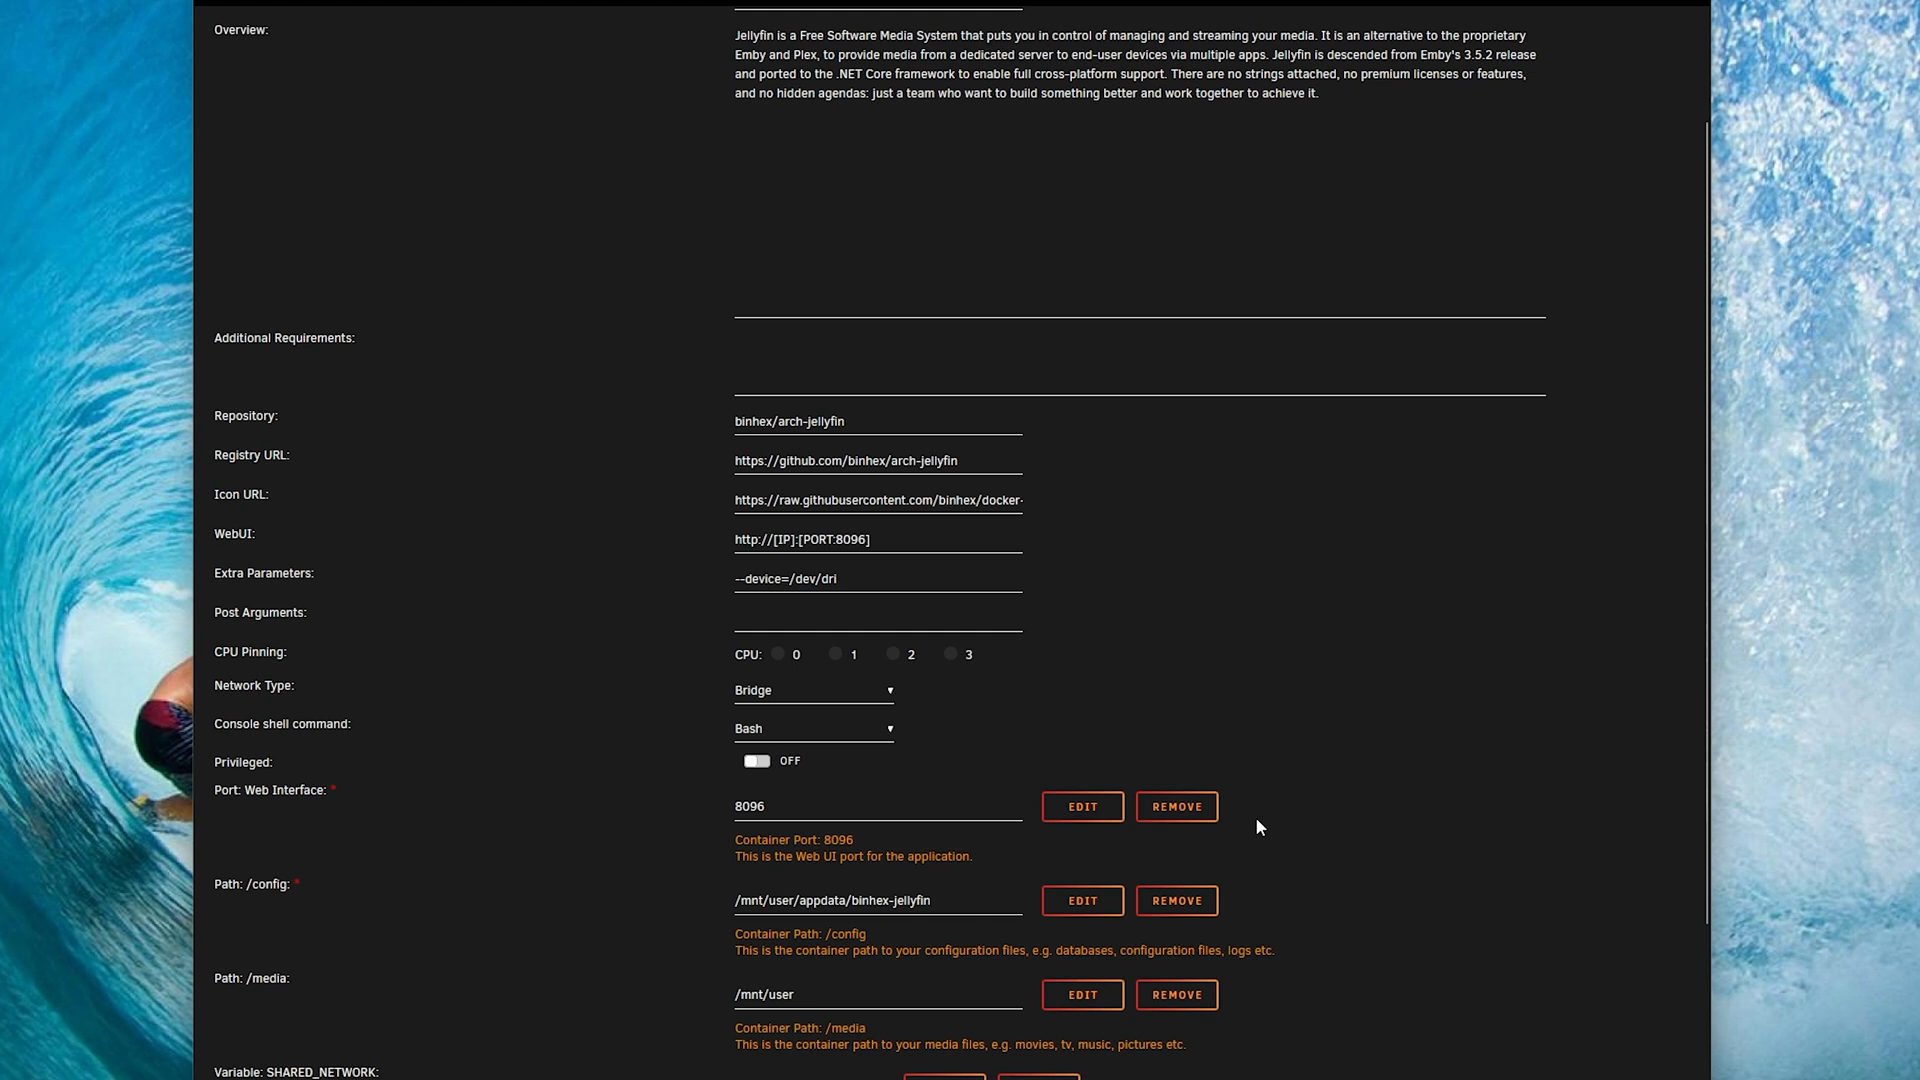 Overview:
Jellyfin is a Free Software Media System that puts you in control of managing and streaming your media. It is an alternative to the proprietary
Emby and Plex, to provide media from a dedicated server to end-user devices via multiple apps. Jellyfin is descended from Emby's 3.5.2 release
and ported to the .NET Core framework to enable full cross-platform support. There are no strings attached, no premium licenses or features,
and no hidden agendas: just a team who want to build something better and work together to achieve it.
Additional Requirements:
Repository:
binhex/arch-jellyfin
Registry URL:
https://github.com/binhex/arch-jellyfin
Icon URL:
https://raw.githubusercontent.com/binhex/docker-
WebUI:
http://[IP]:[PORT:8096]
Extra Parameters:
--device=/dev/dri
Post Arguments:
CPU Pinning:
CPU: 0 1 2 3
Network Type:
Bridge
Console shell command:
Bash
Privileged:
OFF
Port: Web Interface: *
8096 EDIT REMOVE
Container Port: 8096
This is the Web UI port for the application.
Path: /config: *
/mnt/user/appdata/binhex-jellyfin EDIT REMOVE
Container Path: /config
This is the container path to your configuration files, e.g. databases, configuration files, logs etc.
Path: /media:
/mnt/user EDIT REMOVE
Container Path: /media
This is the container path to your media files, e.g. movies, tv, music, pictures etc.
Variable: SHARED_NETWORK: